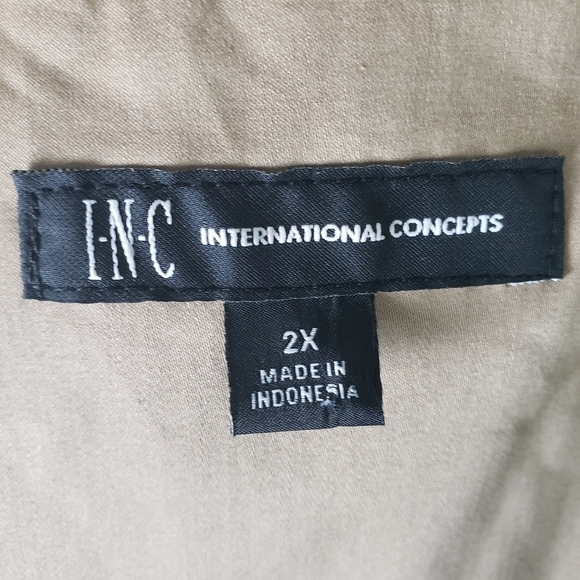 I-N-C INTERNATIONAL CONCEPTS
2X
MADE IN
INDONESIA